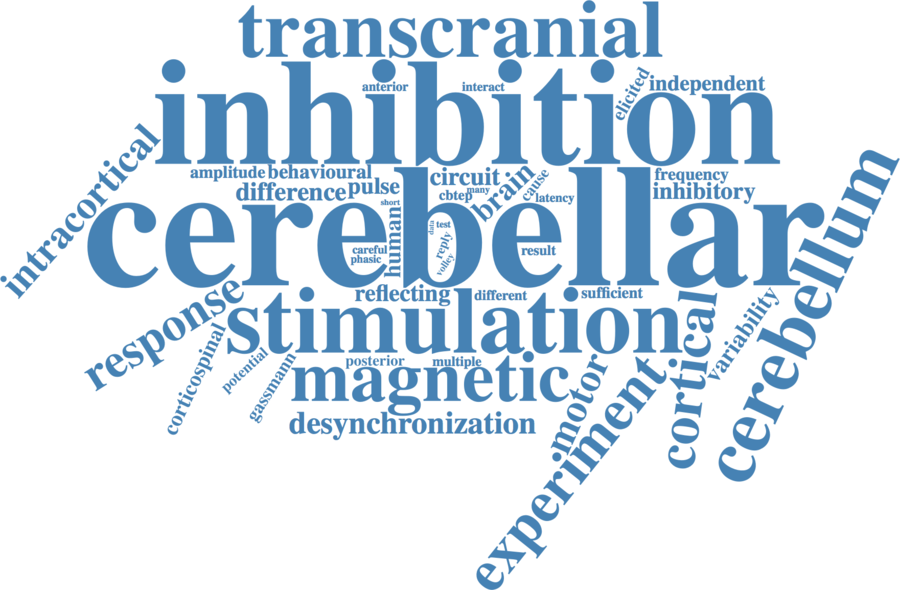 transcranial
inhibition
anterior
interact
elicited
independent
intracortical
amplitude
behavioural
circuit
brain
cause
frequency
difference
pulse
cbtep
many
latency
inhibitory
cerebellar
short
human
data
test
reply
volley
careful
phasic
result
cerebellum
reflecting
different
sufficient
response
stimulation
cortical
variability
corticospinal
potential
gassmann
posterior
multiple
magnetic
motor
desynchronization
experiment